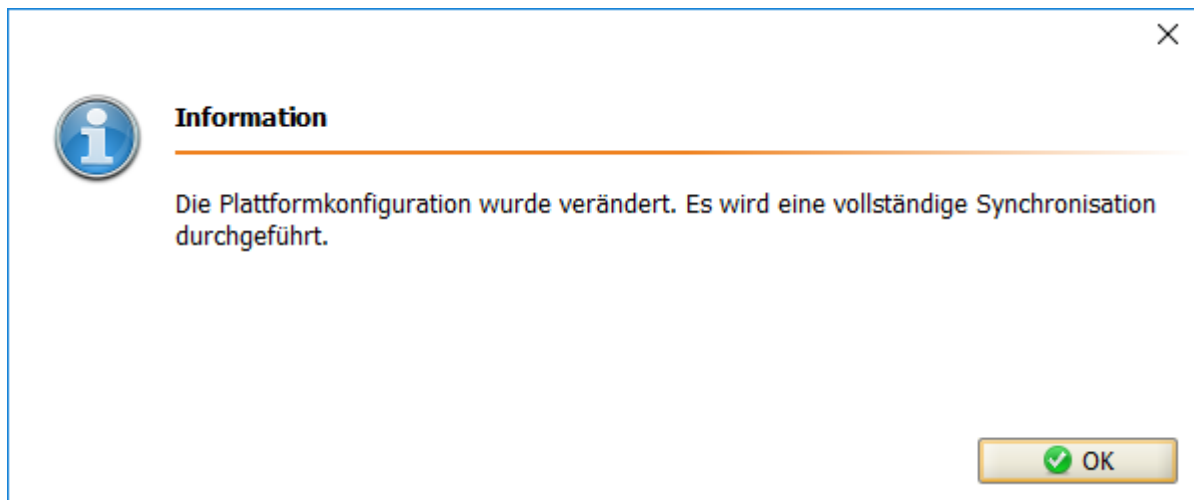 Information
Die Plattformkonfiguration wurde verändert. Es wird eine vollständige Synchronisation
durchgeführt.
OK